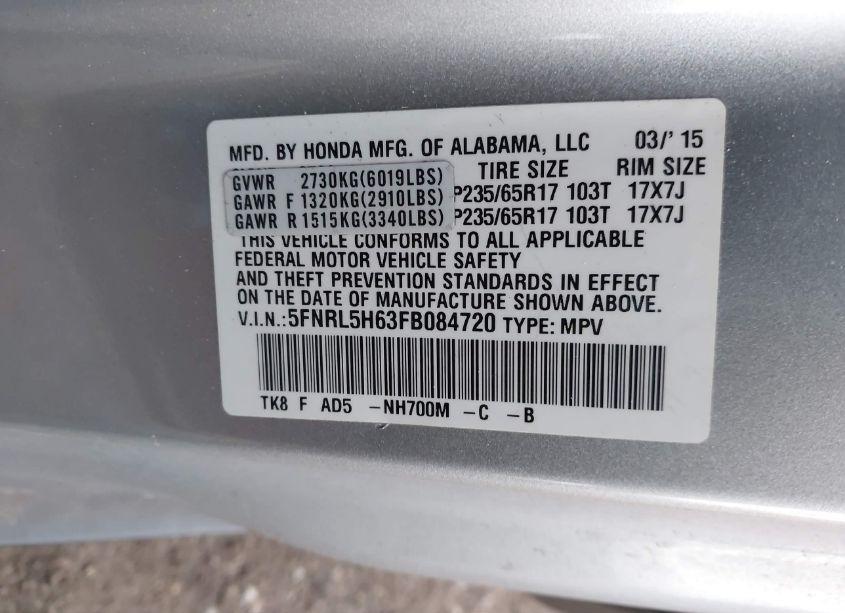 MFD. BY HONDA MFG. OF ALABAMA, LLC 03/' 15
TIRE SIZE RIM SIZE
GVWR 2730KG(6019LBS)
GAWR F 1320KG(2910LBS) P235/65R17 103T 17X7J
GAWR R 1515KG(3340LBS) P235/65R17 103T 17X7J
THIS VEHICLE CONFORMS TO ALL APPLICABLE
FEDERAL MOTOR VEHICLE SAFETY
AND THEFT PREVENTION STANDARDS IN EFFECT
ON THE DATE OF MANUFACTURE SHOWN ABOVE.
V.I.N.:5FNRL5H63FB084720 TYPE: MPV
TK8 F AD5 -NH700M -C -B